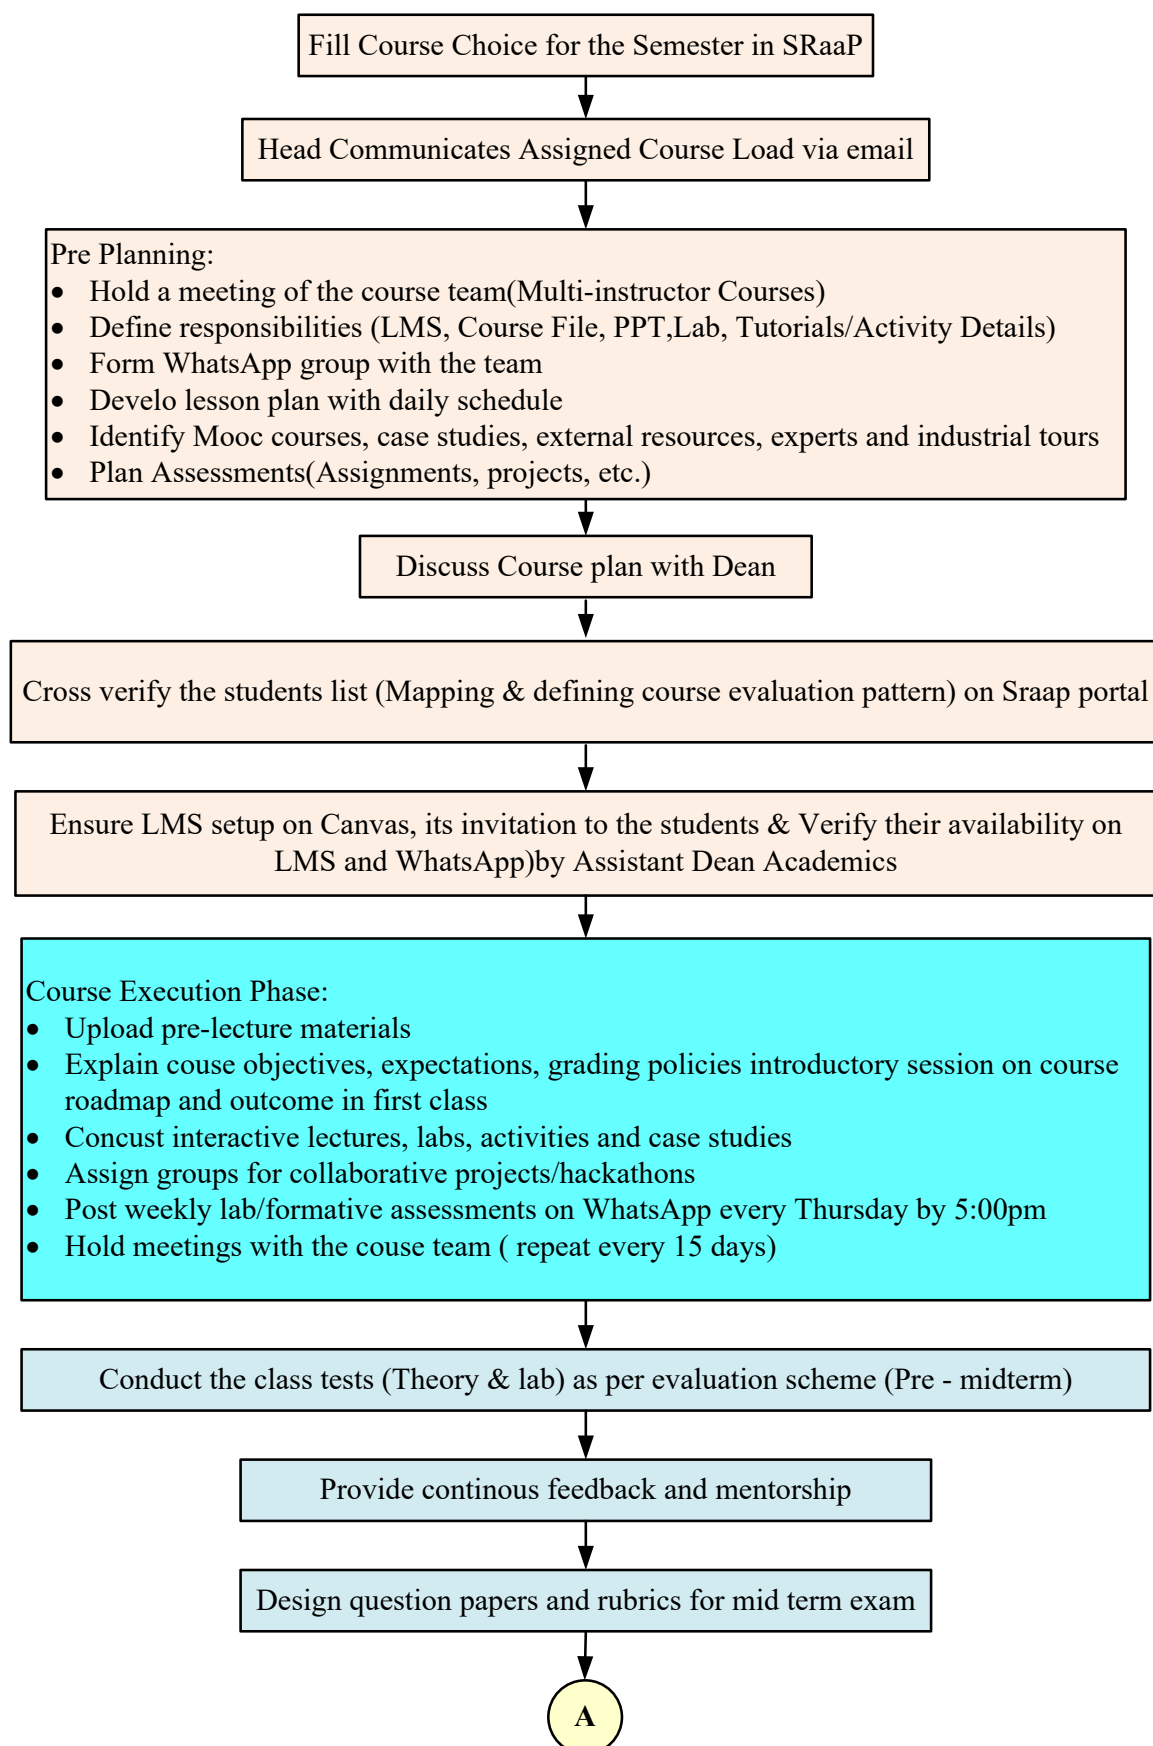 Fill Course Choice for the Semester in SRaaP
Head Communicates Assigned Course Load via email
Pre Planning:
• Hold a meeting of the course team(Multi-instructor Courses)
• Define responsibilities (LMS, Course File, PPT,Lab, Tutorials/Activity Details)
• Form WhatsApp group with the team
• Develo lesson plan with daily schedule
• Identify Mooc courses, case studies, external resources, experts and industrial tours
• Plan Assessments(Assignments, projects, etc.)
Discuss Course plan with Dean
Cross verify the students list (Mapping & defining course evaluation pattern) on Sraap portal
Ensure LMS setup on Canvas, its invitation to the students & Verify their availability on
LMS and WhatsApp)by Assistant Dean Academics
Course Execution Phase:
• Upload pre-lecture materials
• Explain couse objectives, expectations, grading policies introductory session on course
roadmap and outcome in first class
• Concust interactive lectures, labs, activities and case studies
• Assign groups for collaborative projects/hackathons
• Post weekly lab/formative assessments on WhatsApp every Thursday by 5:00pm
• Hold meetings with the couse team ( repeat every 15 days)
Conduct the class tests (Theory & lab) as per evaluation scheme (Pre - midterm)
Provide continous feedback and mentorship
Design question papers and rubrics for mid term exam
A